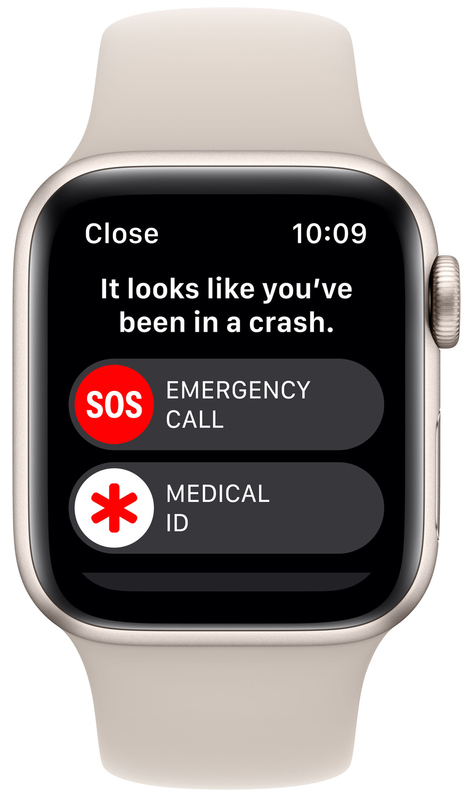 Close 10:09
It looks like you've
been in a crash.
SOS EMERGENCY
CALL
MEDICAL
ID